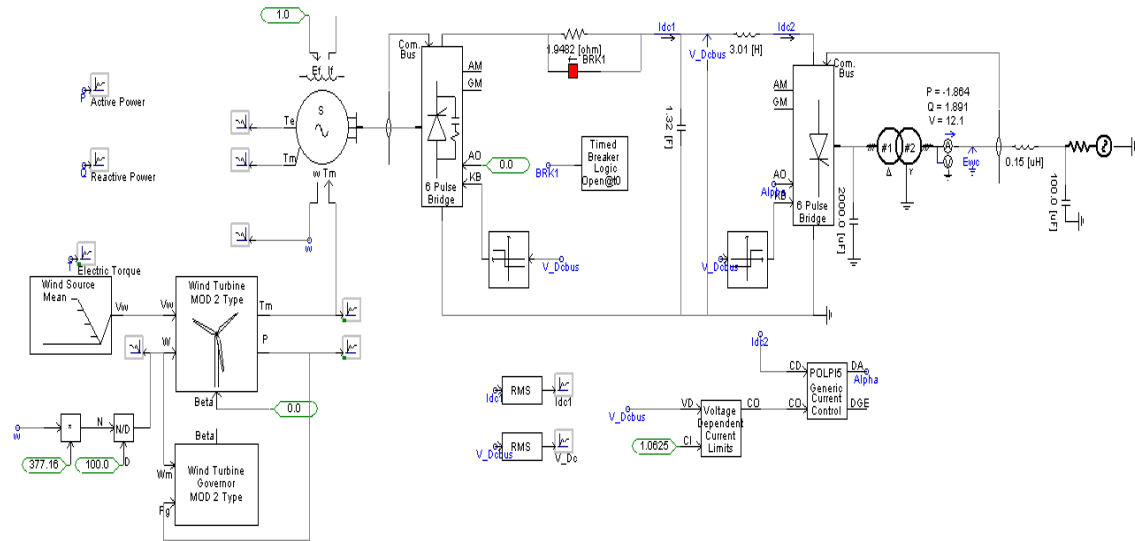 1.0
Ef If
S
Te
Tm
w Tm
w
P
Active Power
Q
Reactive Power
Electric Torque
Com.
Bus
AM
GM
AO
KB
0.0
6 Pulse
Bridge
1.9482 [ohm]
BRK1
Idc1
V_Dcbus
3.01 [H]
Idc2
1.32 [F]
BRK1
Timed
Breaker
Logic
Open@t0
V_Dcbus
Com.
Bus
AM
GM
AO
Alpha
KB
6 Pulse
Bridge
V_Dcbus
2000.0 [uF]
#1
#2
Δ
Y
P = -1.864
Q = 1.891
V = 12.1
A
V
Ewc
0.15 [uH]
100.0 [uF]
Wind Source
Mean
Vw
Vw
W
Wind Turbine
MOD 2 Type
Tm
P
Beta
0.0
Beta
Wind Turbine
Governor
MOD 2 Type
Wm
Pg
w
*
N
N/D
D
377.16
100.0
Idc1
RMS
Idc1
V_Dcbus
RMS
V_Dc
V_Dcbus
VD
CI
1.0625
Voltage
Dependent
Current
Limits
CO
Idc2
CD
CO
POLPI5
Generic
Current
Control
DA
Alpha
DGE